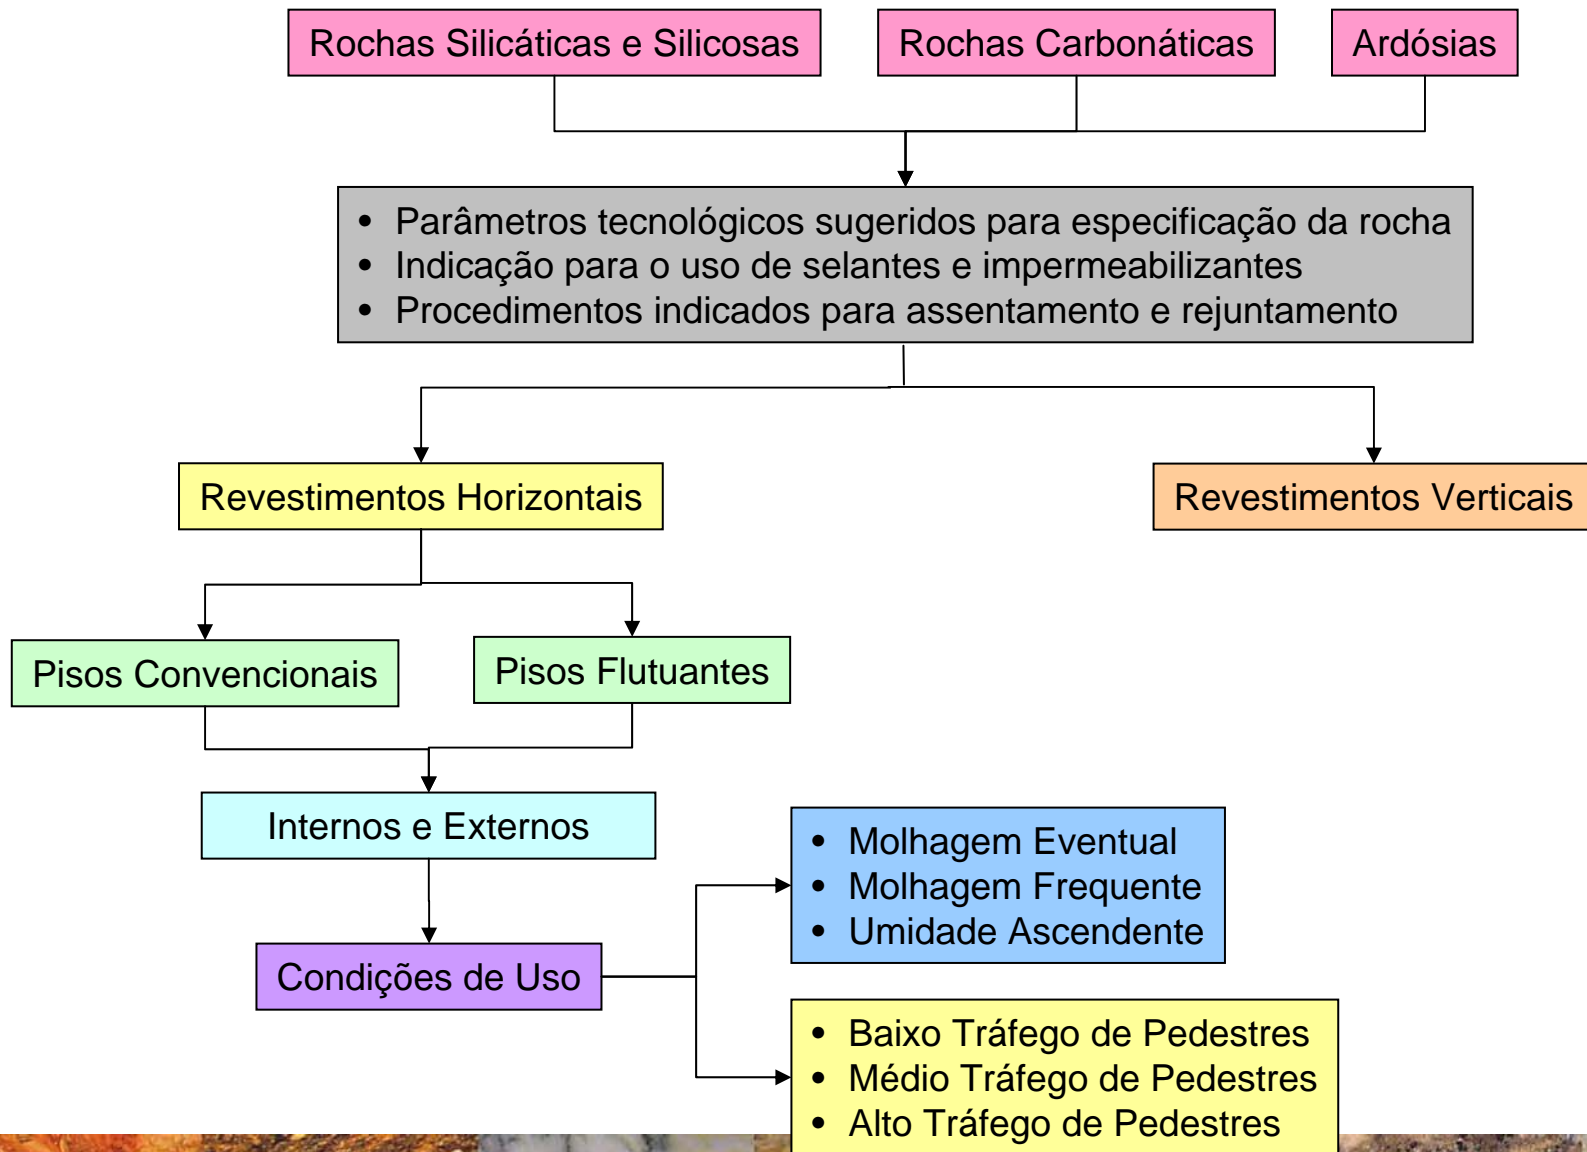 Rochas Silicáticas e Silicosas
Rochas Carbonáticas
Ardósias
• Parâmetros tecnológicos sugeridos para especificação da rocha
• Indicação para o uso de selantes e impermeabilizantes
• Procedimentos indicados para assentamento e rejuntamento
Revestimentos Horizontais
Revestimentos Verticais
Pisos Convencionais
Pisos Flutuantes
Internos e Externos
• Molhagem Eventual
• Molhagem Frequente
• Umidade Ascendente
Condições de Uso
• Baixo Tráfego de Pedestres
• Médio Tráfego de Pedestres
• Alto Tráfego de Pedestres